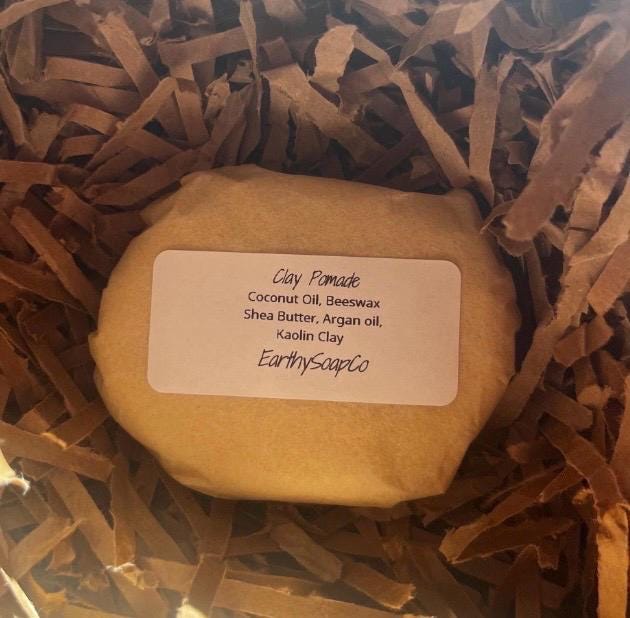 Clay Pomade
Coconut Oil, Beeswax
Shea Butter, Argan oil,
Kaolin Clay
EarthySoapCo